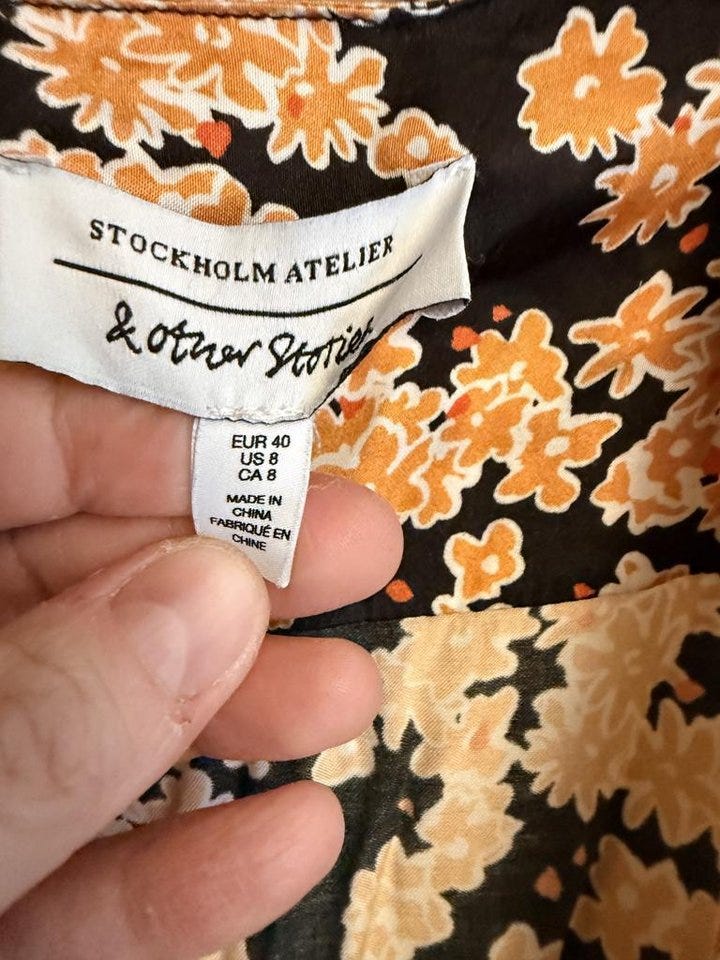 STOCKHOLM ATELIER
& other Stories
EUR 40
US 8
CA 8
MADE IN
CHINA
FABRIQUÉ EN
CHINE